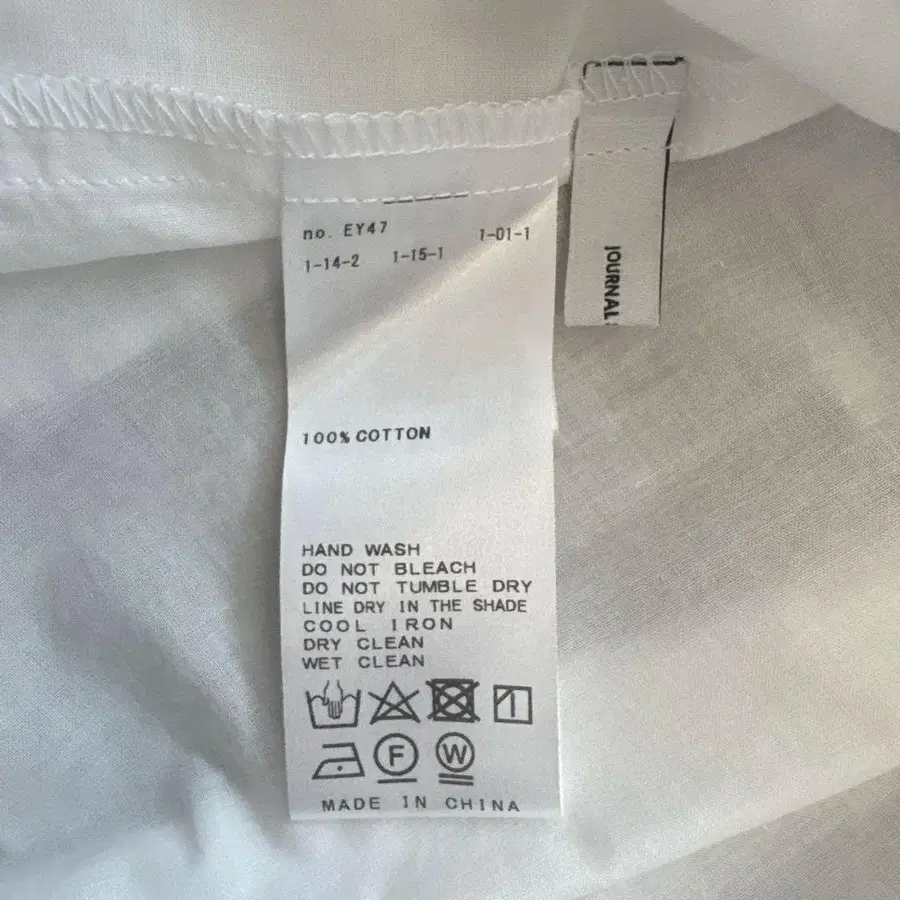 no. EY47
1-14-2 1-15-1 1-01-1
100% COTTON
HAND WASH
DO NOT BLEACH
DO NOT TUMBLE DRY
LINE DRY IN THE SHADE
COOL IRON
DRY CLEAN
WET CLEAN
F W
MADE IN CHINA
JOURNAL